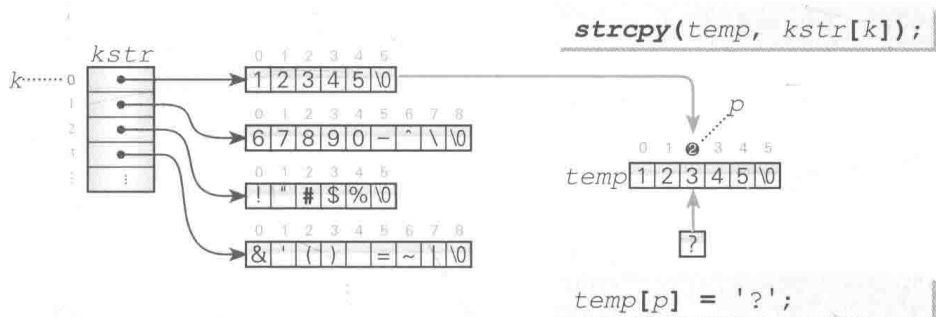 strcpy(temp, kstr[k]);
kstr
k 0
1
2
3
⋮ ⋮
0 1 2 3 4 5
1 2 3 4 5 \0
0 1 2 3 4 5 6 7 8
6 7 8 9 0 - ^ \ \0
0 1 2 3 4 5
! " # $ % \0
0 1 2 3 4 5 6 7 8
& ' ( ) = ~ | \0
p
0 1 2 3 4 5
temp 1 2 3 4 5 \0
?
temp[p] = '?';